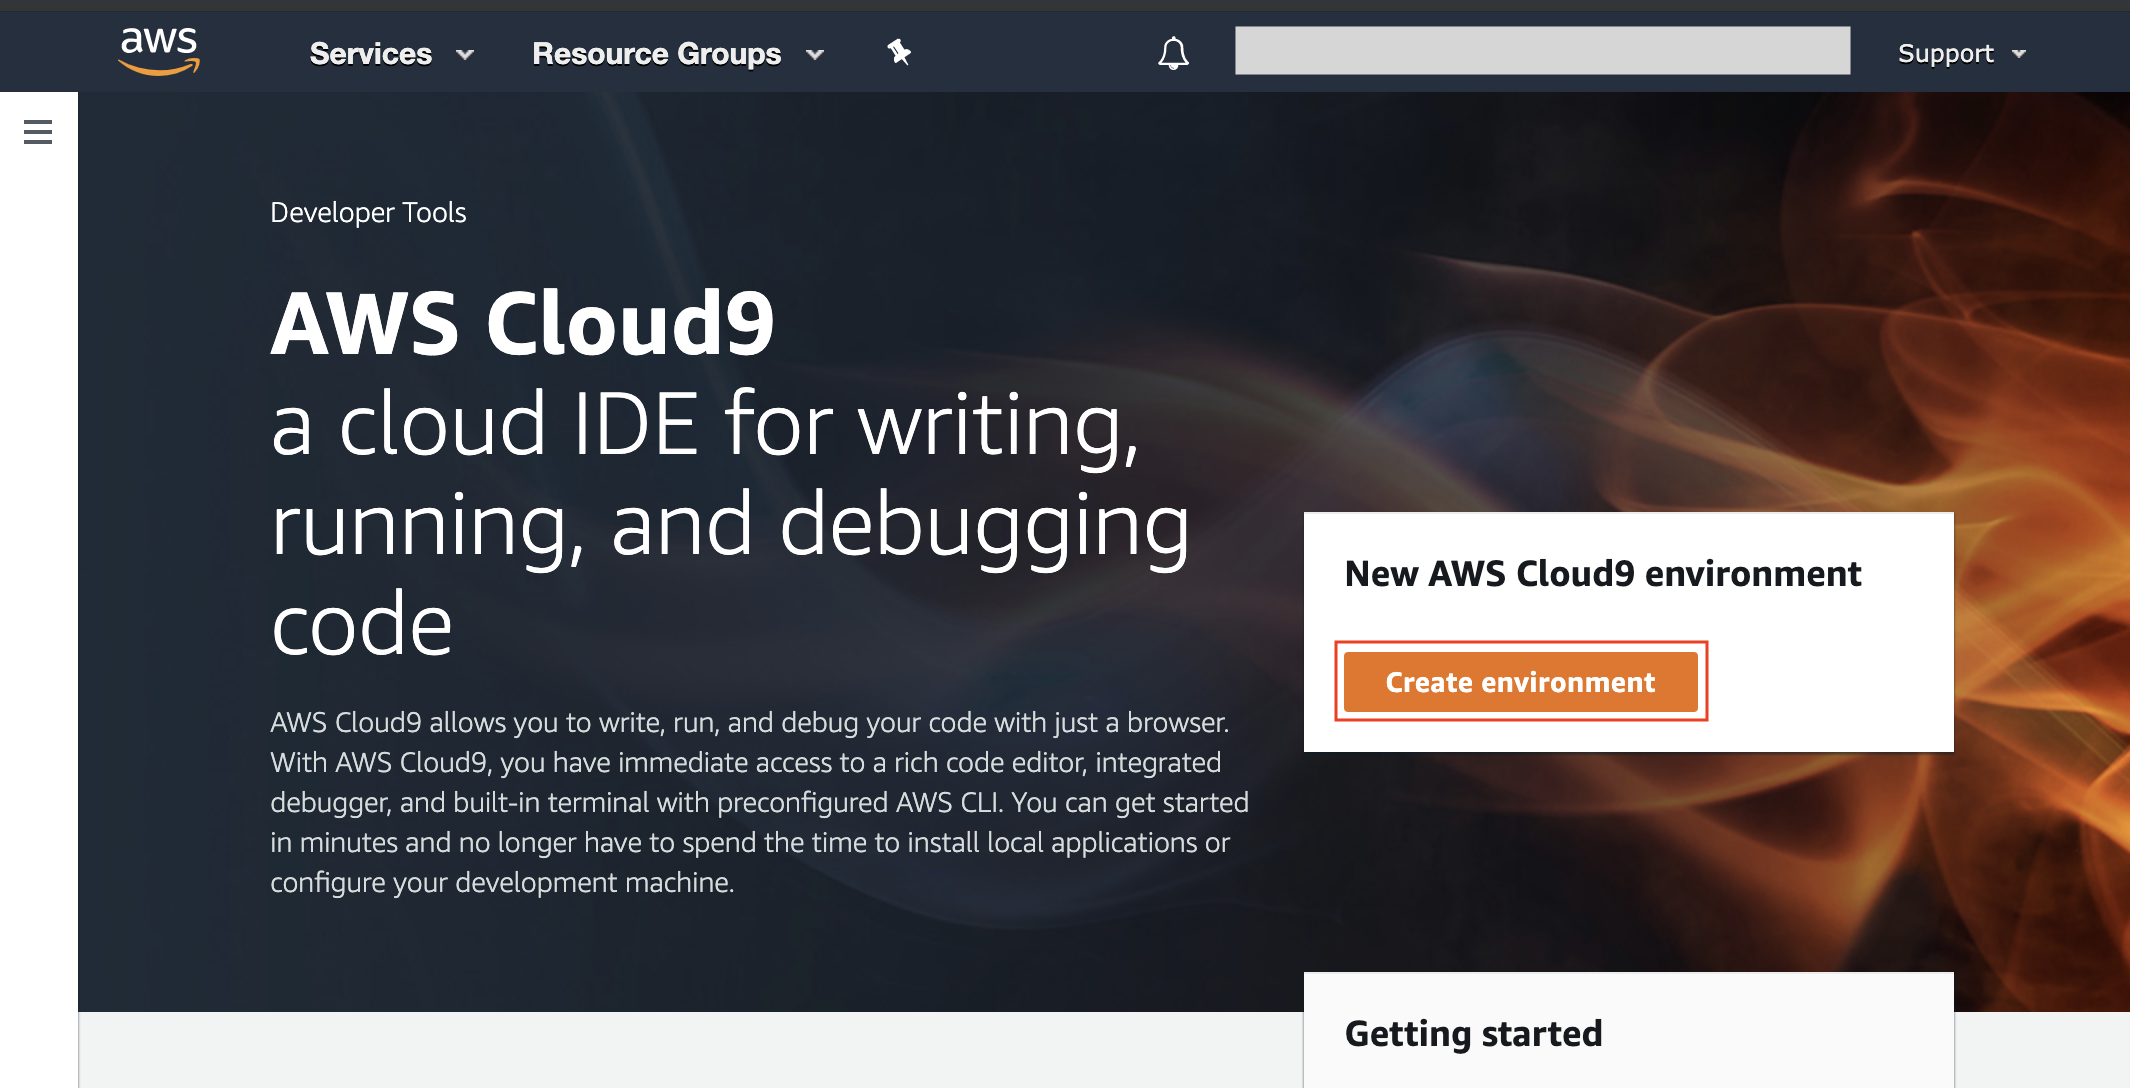 aws
Services
Resource Groups
Support
Developer Tools
AWS Cloud9
a cloud IDE for writing,
running, and debugging
code
AWS Cloud9 allows you to write, run, and debug your code with just a browser.
With AWS Cloud9, you have immediate access to a rich code editor, integrated
debugger, and built-in terminal with preconfigured AWS CLI. You can get started
in minutes and no longer have to spend the time to install local applications or
configure your development machine.
New AWS Cloud9 environment
Create environment
Getting started